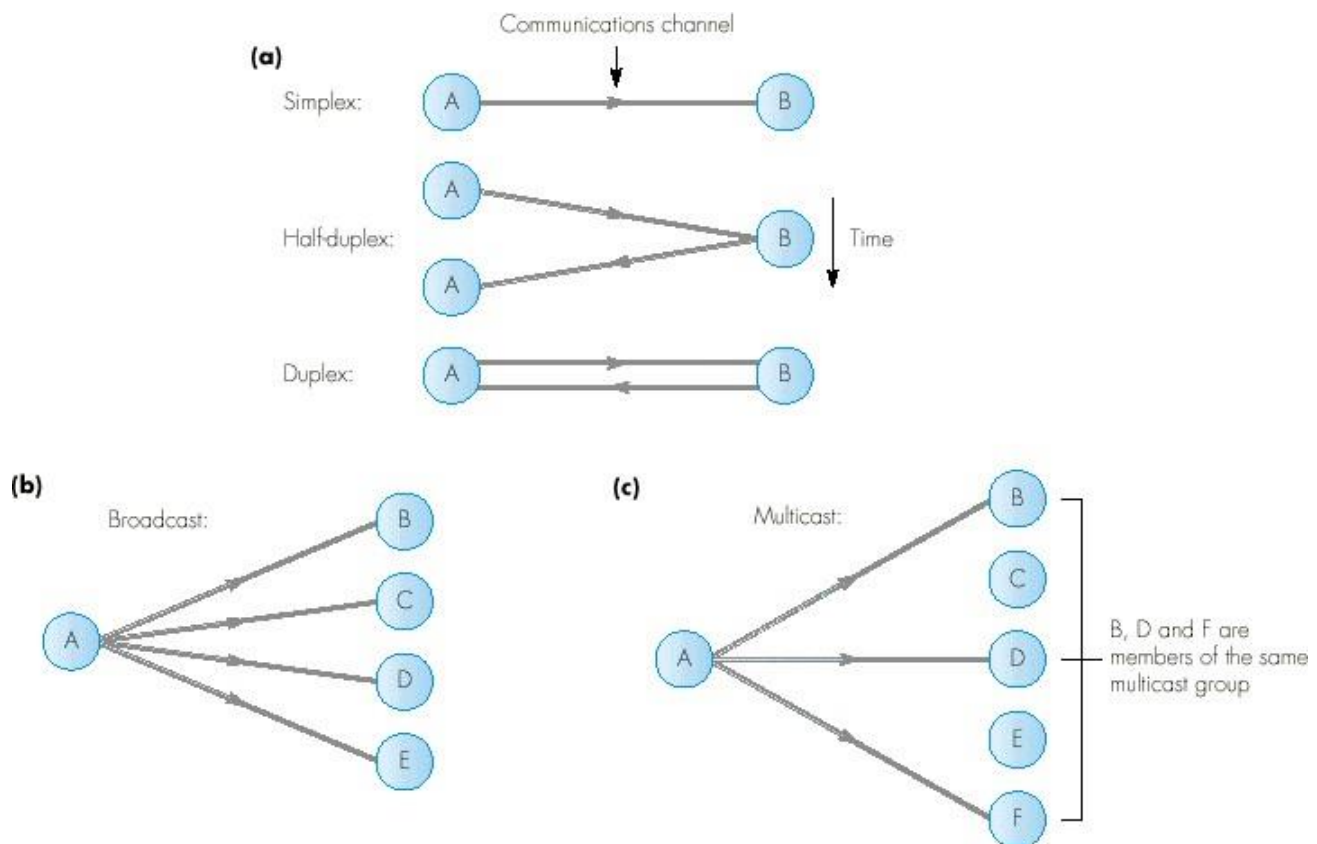 Communications channel
(a)
Simplex:
A
B
A
Half-duplex:
B
Time
A
Duplex:
A
B
(b)
Broadcast:
A
B
C
D
E
(c)
Multicast:
A
B
C
D
E
F
B, D and F are
members of the same
multicast group